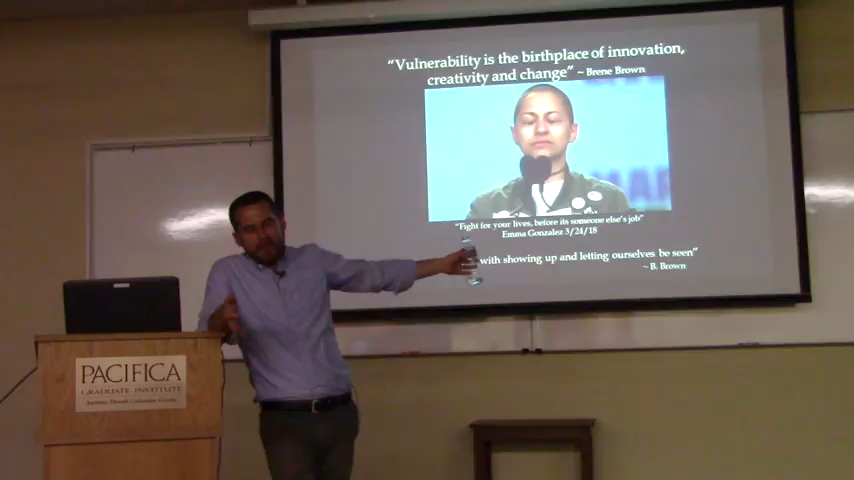 “Vulnerability is the birthplace of innovation,
creativity and change” ~ Brene Brown
“Fight for your lives, before its someone else’s job”
Emma Gonzalez 3/24/18
with showing up and letting ourselves be seen”
~ B. Brown
PACIFICA
GRADUATE INSTITUTE